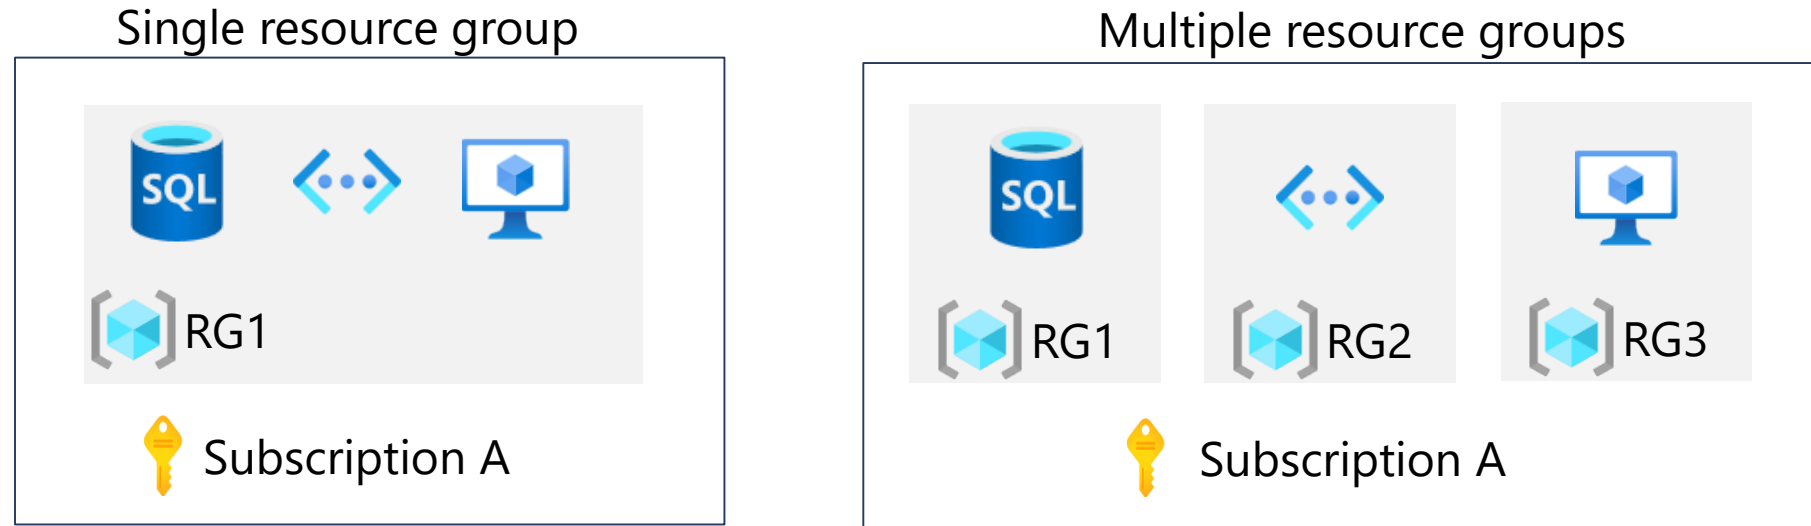 Single resource group
SQL
RG1
Subscription A
Multiple resource groups
SQL
RG1
RG2
RG3
Subscription A